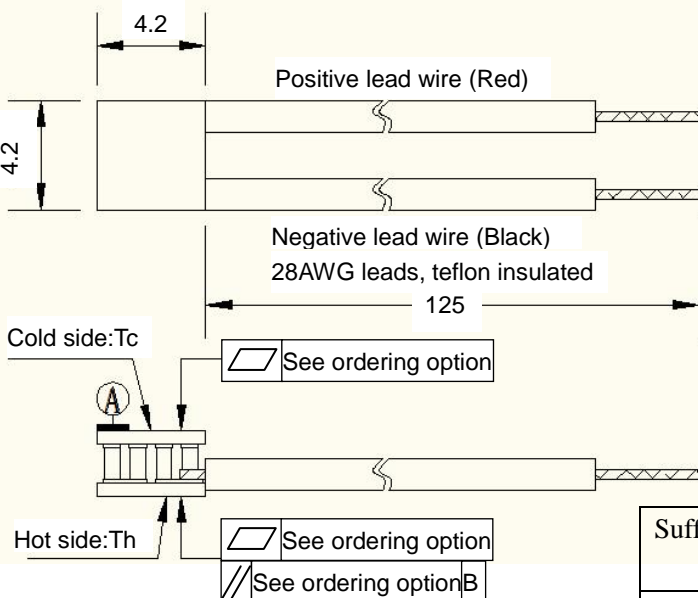 4.2
Positive lead wire (Red)
4.2
Negative lead wire (Black)
28AWG leads, teflon insulated
125
Cold side:Tc
See ordering option
A
Hot side:Th
See ordering option
See ordering option B